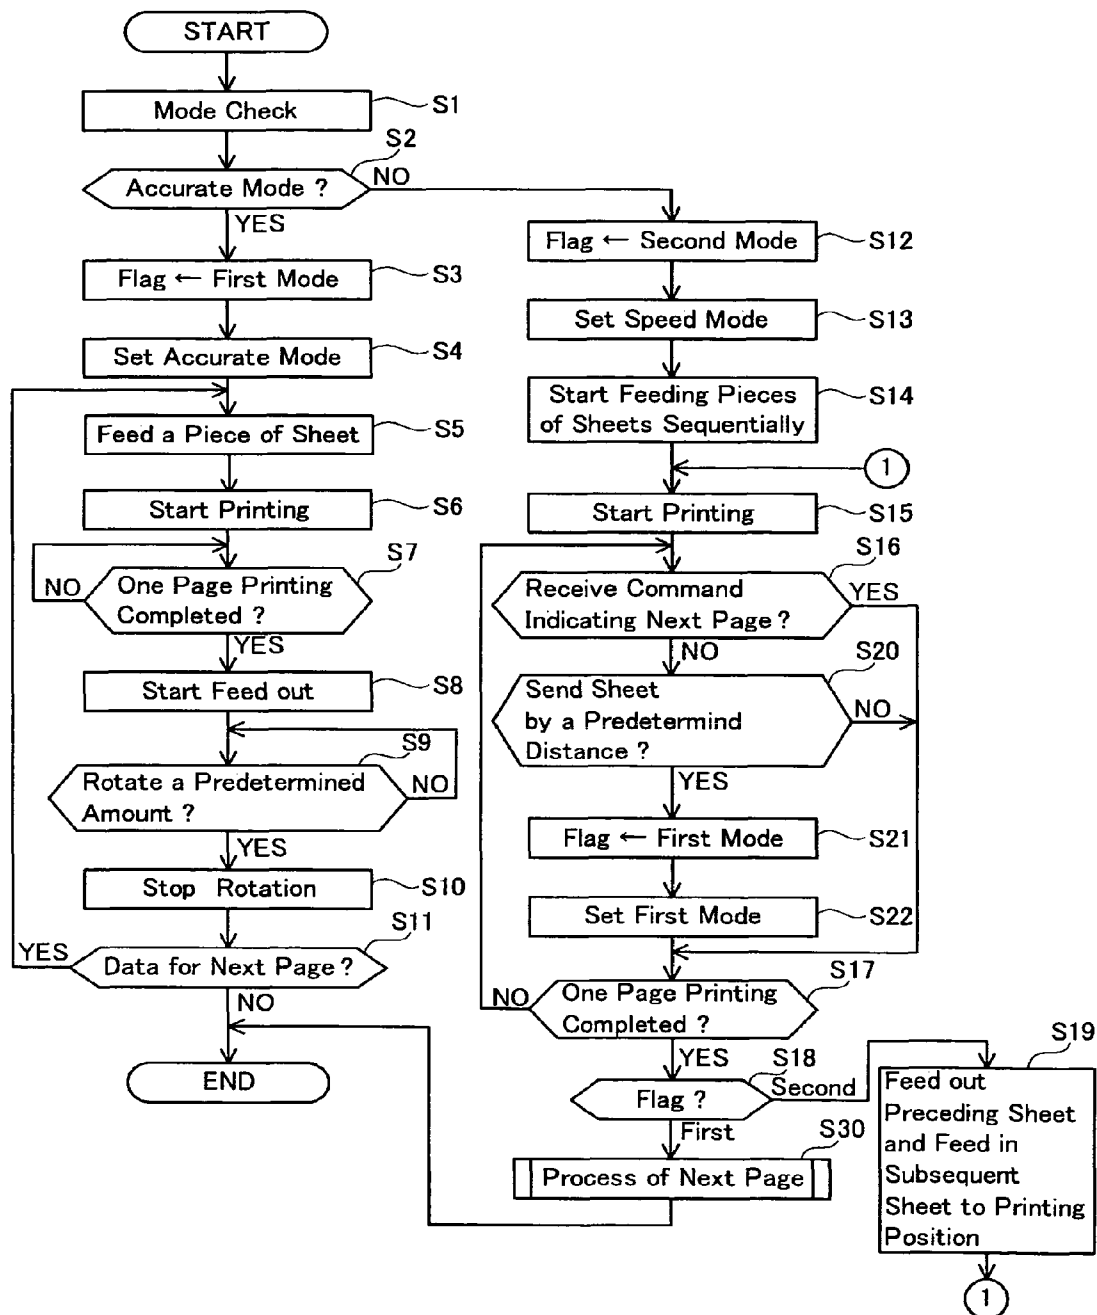 START
Mode Check
S1
S2
Accurate Mode ?
NO
YES
Flag ← First Mode
S3
Set Accurate Mode
S4
Feed a Piece of Sheet
S5
Start Printing
S6
S7
One Page Printing
Completed ?
NO
YES
Start Feed out
S8
S9
Rotate a Predetermined
Amount ?
NO
YES
Stop Rotation
S10
S11
Data for Next Page ?
YES
NO
END
Flag ← Second Mode
S12
Set Speed Mode
S13
Start Feeding Pieces
of Sheets Sequentially
S14
1
Start Printing
S15
S16
Receive Command
Indicating Next Page ?
YES
NO
S20
Send Sheet
by a Predetermind
Distance ?
NO
YES
Flag ← First Mode
S21
Set First Mode
S22
S17
One Page Printing
Completed ?
NO
YES
S18
Flag ?
Second
First
S30
Process of Next Page
S19
Feed out
Preceding Sheet
and Feed in
Subsequent
Sheet to Printing
Position
1